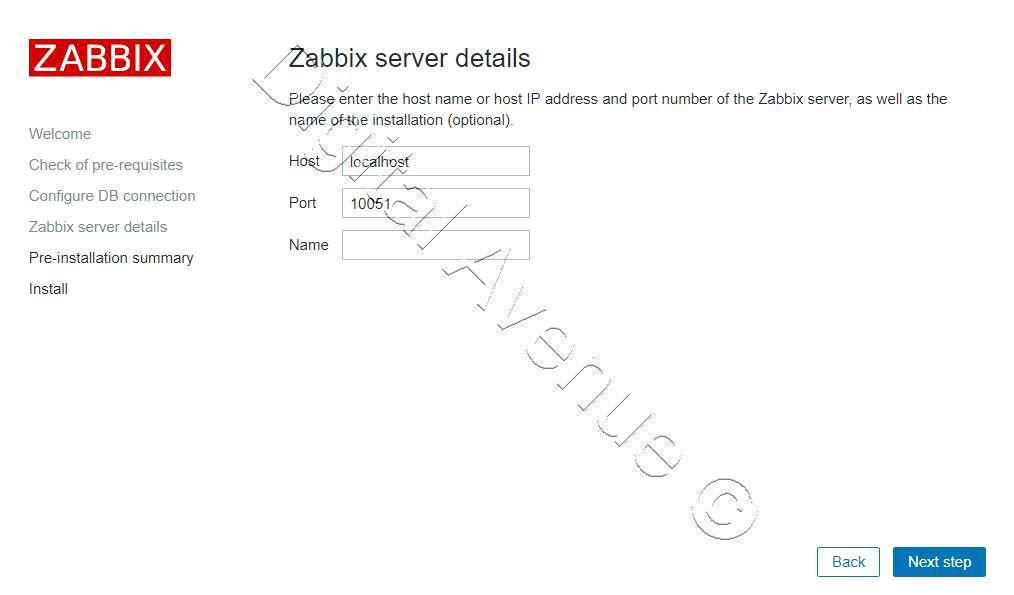 ZABBIX
Welcome
Check of pre-requisites
Configure DB connection
Zabbix server details
Pre-installation summary
Install
Zabbix server details
Please enter the host name or host IP address and port number of the Zabbix server, as well as the
name of the installation (optional).
Host localhost
Port 10051
Name
Back Next step
Digital Avenue ©